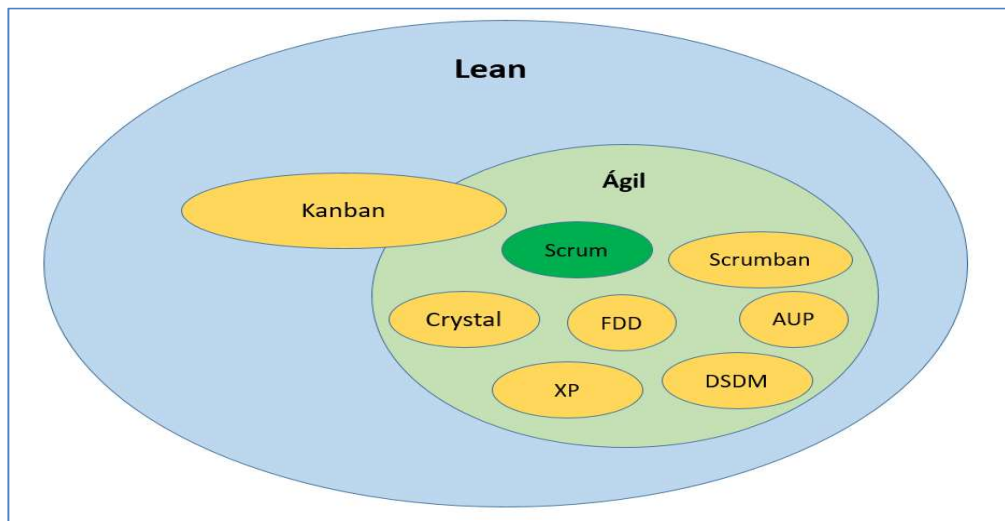 Lean
Ágil
Kanban
Scrum
Scrumban
Crystal
FDD
AUP
XP
DSDM